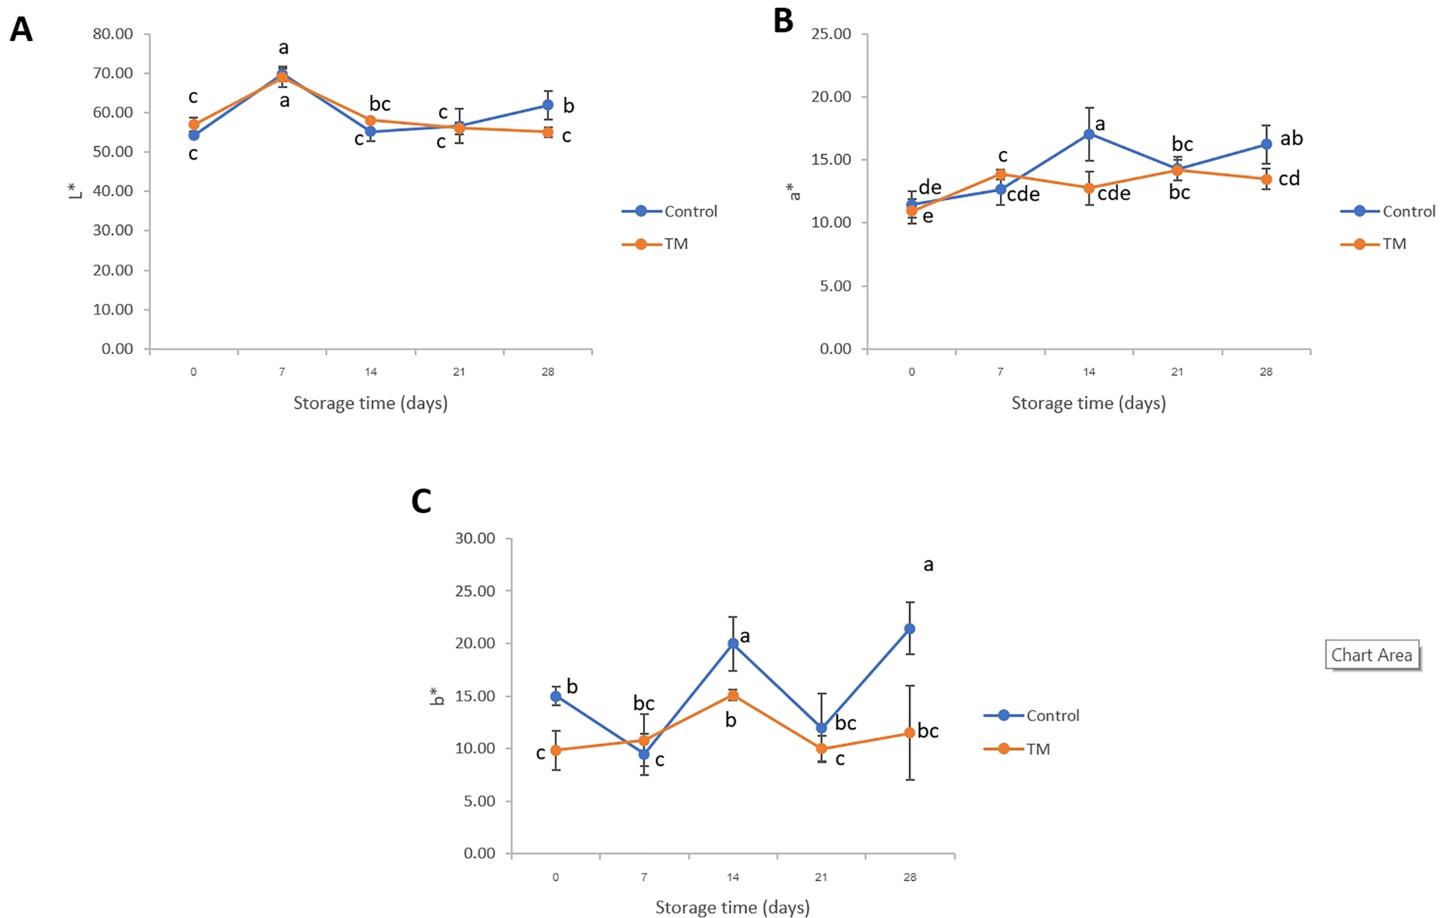 A
80.00
70.00
60.00
50.00
40.00
30.00
20.00
10.00
0.00
L*
c
c
a
a
bc
c
c
c
b
c
0
7
14
21
28
Storage time (days)
Control
TM
B
25.00
20.00
15.00
10.00
5.00
0.00
a*
de
e
c
cde
a
cde
bc
bc
ab
cd
0
7
14
21
28
Storage time (days)
Control
TM
C
30.00
25.00
20.00
15.00
10.00
5.00
0.00
b*
b
c
bc
c
a
b
bc
c
a
bc
0
7
14
21
28
Storage time (days)
Control
TM
Chart Area